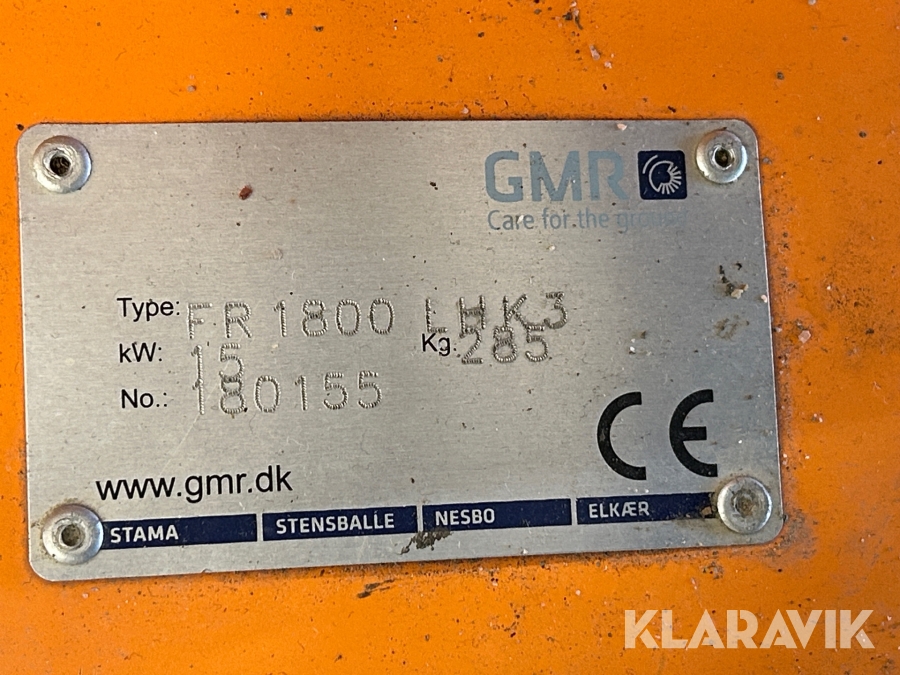 GMR
Care for the ground
Type: FR 1800 LHK3
kW: 15 Kg. 285
No.: 180155
CE
www.gmr.dk
STAMA STENSBALLE NESBO ELKÆR
KLARAVIK